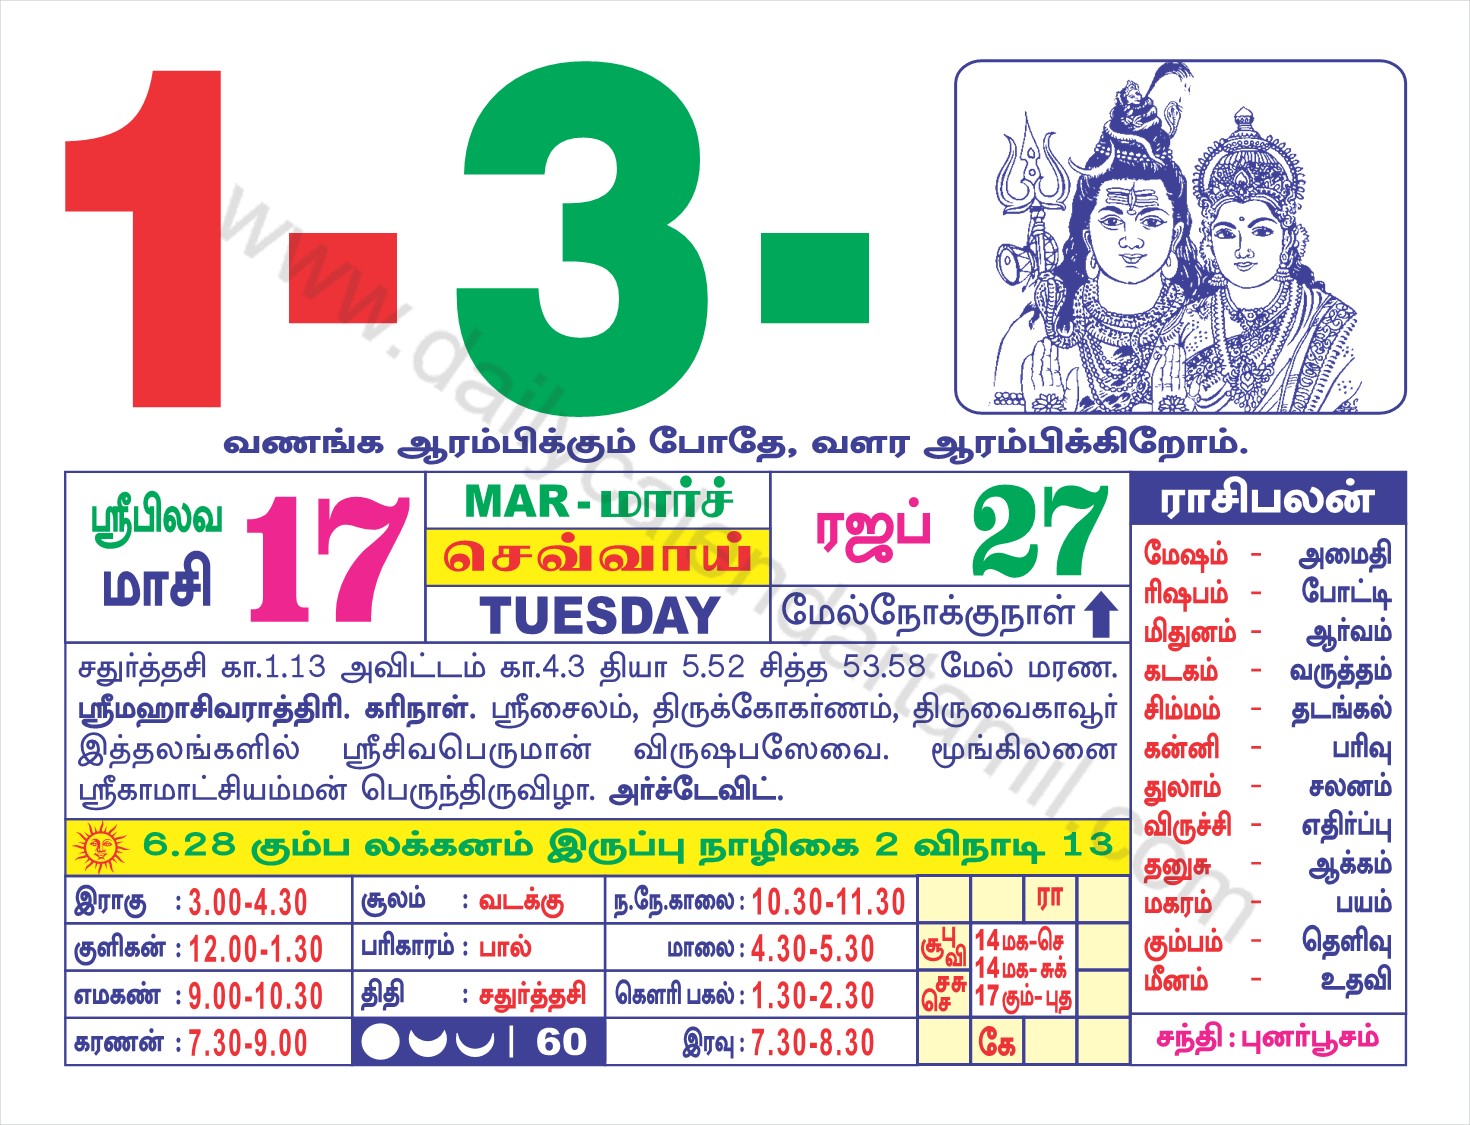 1-3-
வணங்க ஆரம்பிக்கும் போதே, வளர ஆரம்பிக்கிறோம்.
ஸ்ரீபிலவ
மாசி
17
MAR - மார்ச்
செவ்வாய்
TUESDAY
ரஜப் 27
மேல்நோக்குநாள்
சதுர்த்தசி கா.1.13 அவிட்டம் கா.4.3 தியா 5.52 சித்த 53.58 மேல் மரண.
ஸ்ரீமஹாசிவராத்திரி. கரிநாள். ஸ்ரீசைலம், திருக்கோகர்ணம், திருவைகாவூர்
இத்தலங்களில் ஸ்ரீசிவபெருமான் விருஷபஸேவை. மூங்கிலணை
ஸ்ரீகாமாட்சியம்மன் பெருந்திருவிழா. அர்ச்டேவிட்.
6.28 கும்ப லக்கனம் இருப்பு நாழிகை 2 விநாடி 13
இராகு : 3.00-4.30
குளிகன் : 12.00-1.30
எமகண் : 9.00-10.30
கரணன் : 7.30-9.00
சூலம் : வடக்கு
பரிகாரம் : பால்
திதி : சதுர்த்தசி
| 60
ந.நே.காலை : 10.30-11.30
மாலை : 4.30-5.30
கௌரி பகல் : 1.30-2.30
இரவு : 7.30-8.30
ரா
சூ பு வி
ச சு செ
14 மக-செ
14 மக-சுக்
17 கும்-புத
கே
ராசிபலன்
மேஷம் - அமைதி
ரிஷபம் - போட்டி
மிதுனம் - ஆர்வம்
கடகம் - வருத்தம்
சிம்மம் - தடங்கல்
கன்னி - பரிவு
துலாம் - சலனம்
விருச்சி - எதிர்ப்பு
தனுசு - ஆக்கம்
மகரம் - பயம்
கும்பம் - தெளிவு
மீனம் - உதவி
சந்தி : புனர்பூசம்
www.dailycalendartamil.com